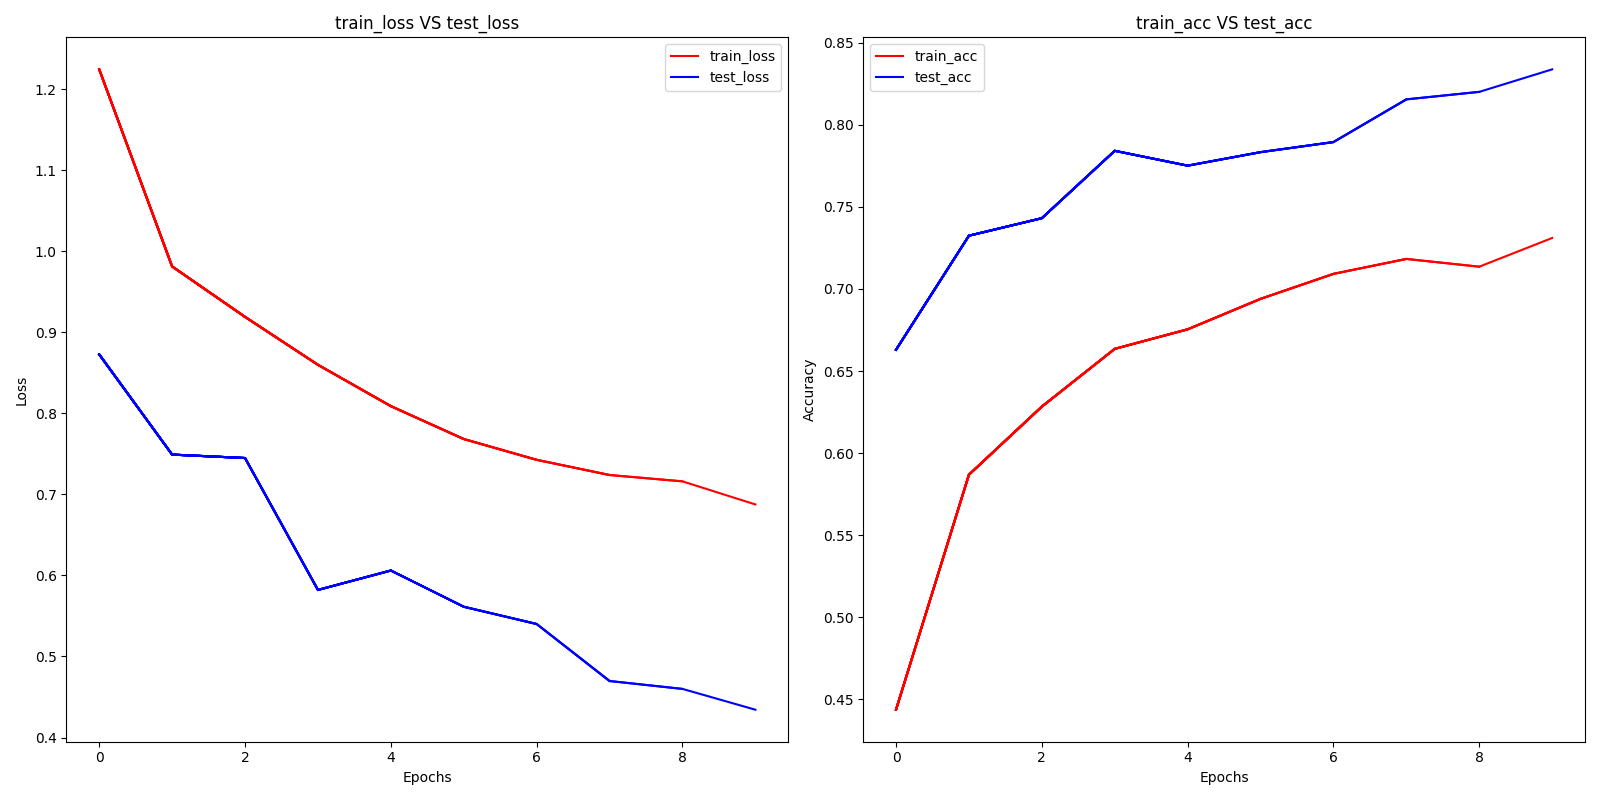 train_loss VS test_loss
train_loss
test_loss
1.2
1.1
1.0
0.9
0.8
0.7
0.6
0.5
0.4
Loss
0
2
4
6
8
Epochs
train_acc VS test_acc
train_acc
test_acc
0.85
0.80
0.75
0.70
0.65
0.60
0.55
0.50
0.45
Accuracy
0
2
4
6
8
Epochs